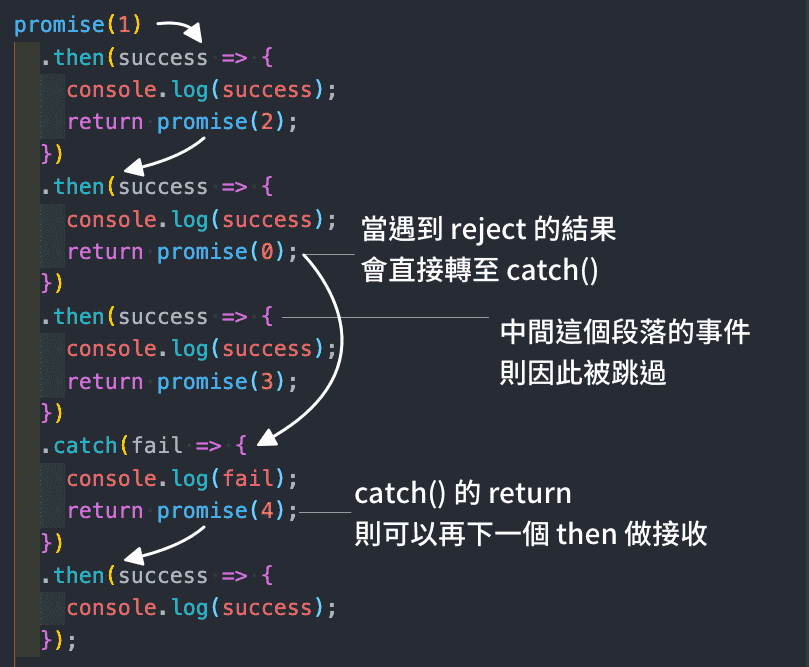 promise(1)
.then(success => {
console.log(success);
return promise(2);
})
.then(success => {
console.log(success);
return promise(0);
})
當遇到 reject 的結果
會直接轉至 catch()
.then(success => {
console.log(success);
return promise(3);
})
中間這個段落的事件
則因此被跳過
.catch(fail => {
console.log(fail);
return promise(4);
})
catch() 的 return
則可以再下一個 then 做接收
.then(success => {
console.log(success);
});